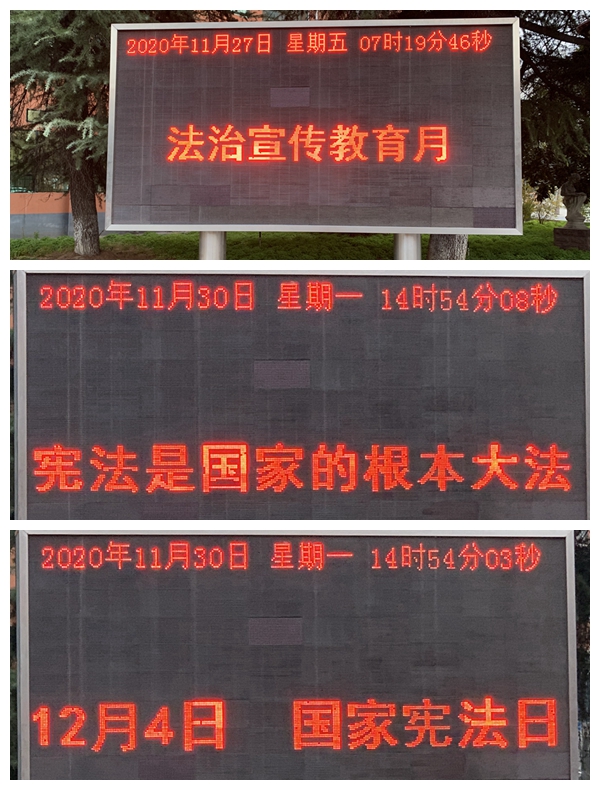 2020年11月27日 星期五 07时19分46秒
法治宣传教育月
2020年11月30日 星期一 14时54分08秒
宪法是国家的根本大法
2020年11月30日 星期一 14时54分03秒
12月4日 国家宪法日